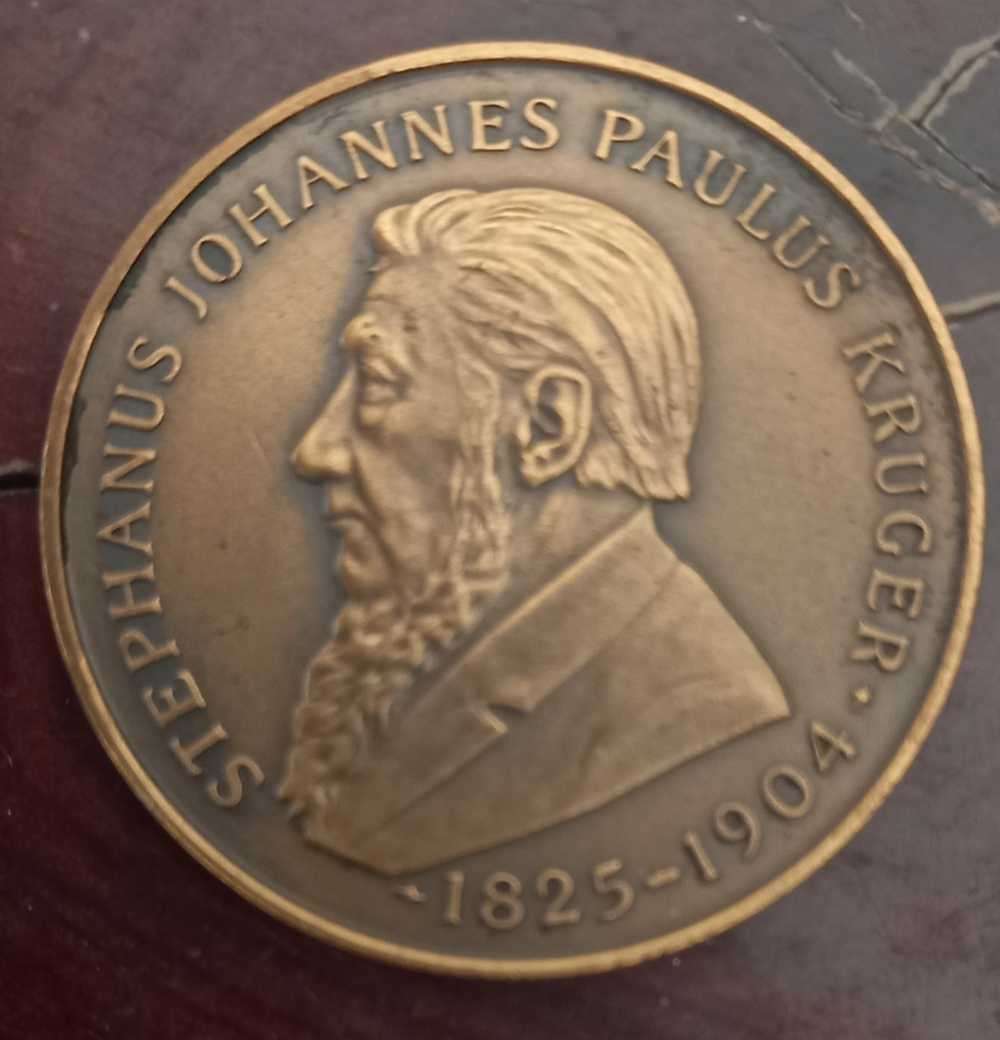 STEPHANUS JOHANNES PAULUS KRUGER ·
-1825-1904